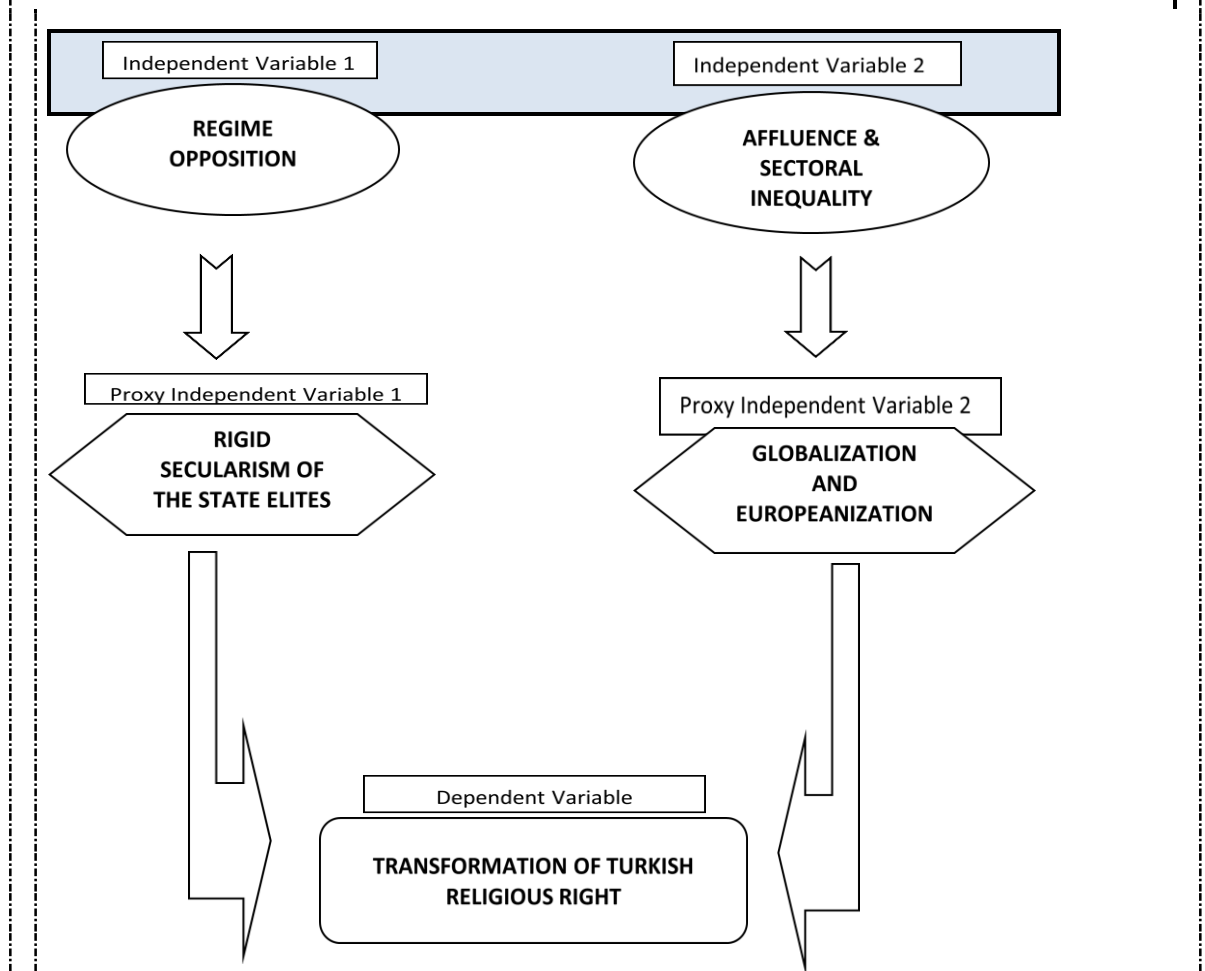 Independent Variable 1
REGIME
OPPOSITION
Independent Variable 2
AFFLUENCE &
SECTORAL
INEQUALITY
Proxy Independent Variable 1
RIGID
SECULARISM OF
THE STATE ELITES
Proxy Independent Variable 2
GLOBALIZATION
AND
EUROPEANIZATION
Dependent Variable
TRANSFORMATION OF TURKISH
RELIGIOUS RIGHT